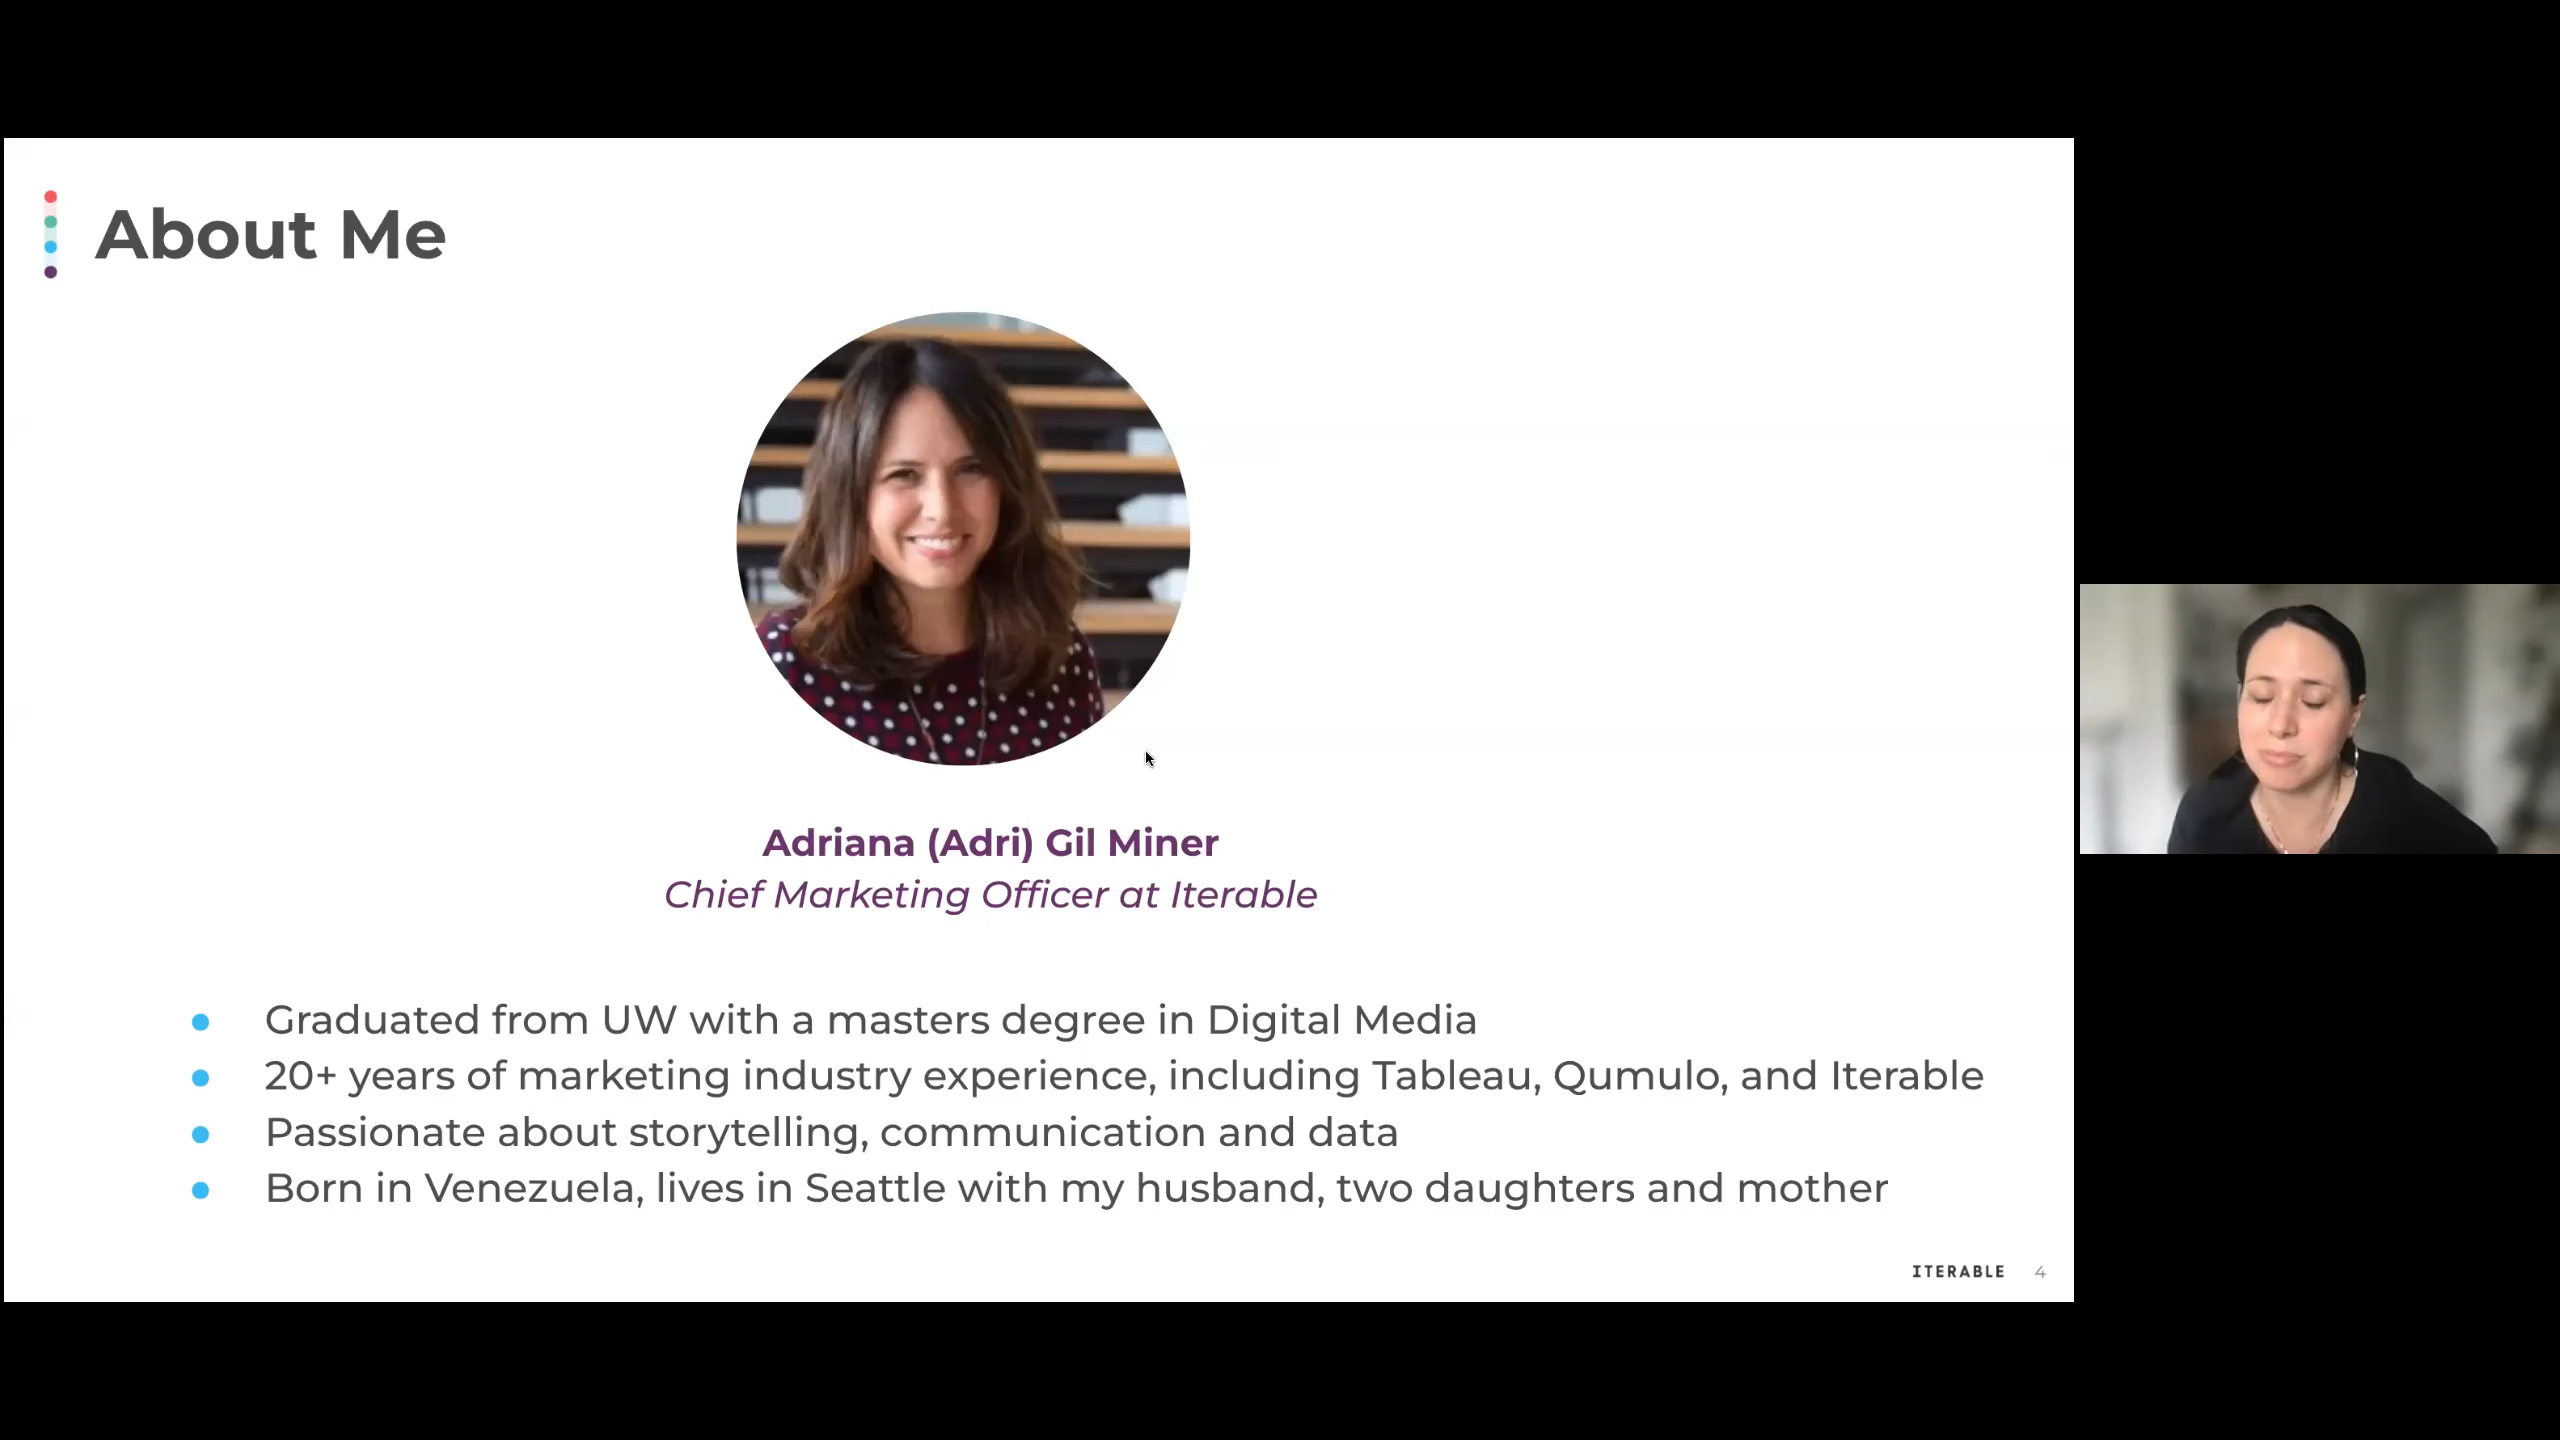 About Me
Adriana (Adri) Gil Miner
Chief Marketing Officer at Iterable
Graduated from UW with a masters degree in Digital Media
20+ years of marketing industry experience, including Tableau, Qumulo, and Iterable
Passionate about storytelling, communication and data
Born in Venezuela, lives in Seattle with my husband, two daughters and mother
ITERABLE 4